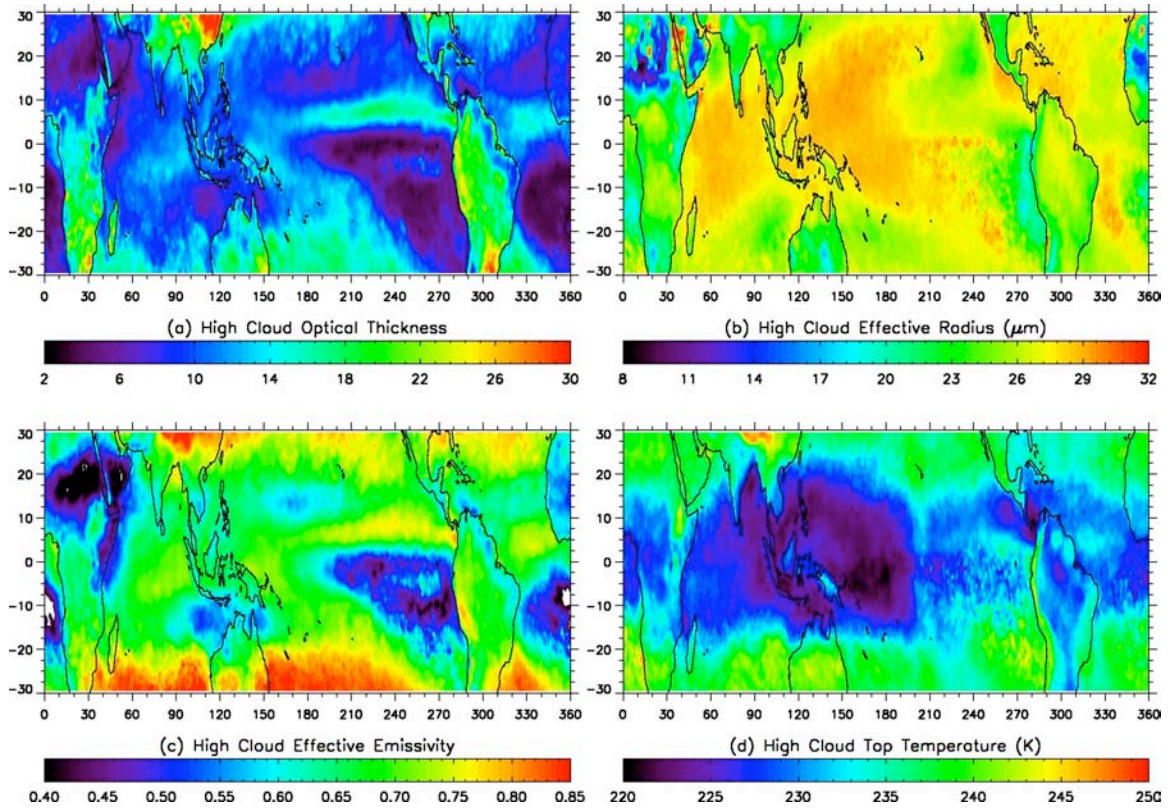 30
20
10
0
-10
-20
-30
0 30 60 90 120 150 180 210 240 270 300 330 360
(a) High Cloud Optical Thickness
2 6 10 14 18 22 26 30
30
20
10
0
-10
-20
-30
0 30 60 90 120 150 180 210 240 270 300 330 360
(b) High Cloud Effective Radius (μm)
8 11 14 17 20 23 26 29 32
30
20
10
0
-10
-20
-30
0 30 60 90 120 150 180 210 240 270 300 330 360
(c) High Cloud Effective Emissivity
0.40 0.45 0.50 0.55 0.60 0.65 0.70 0.75 0.80 0.85
30
20
10
0
-10
-20
-30
0 30 60 90 120 150 180 210 240 270 300 330 360
(d) High Cloud Top Temperature (K)
220 225 230 235 240 245 250